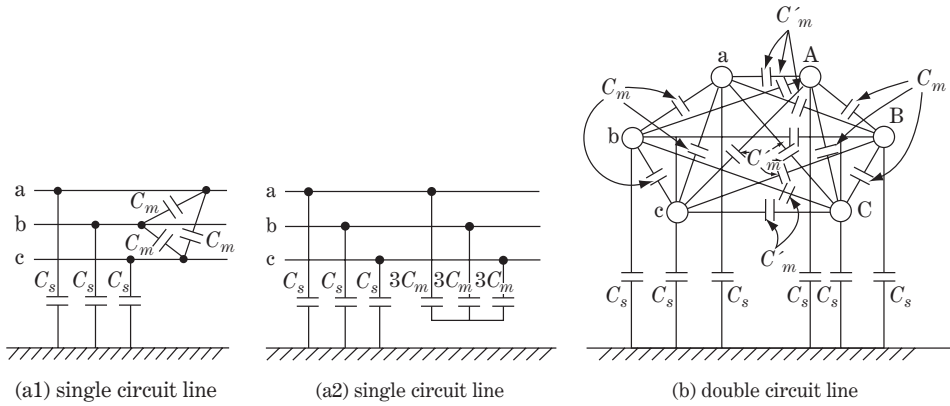 C´m
a A
Cm Cm
b B
C´m
c C
C´m
Cs Cs Cs Cs Cs Cs
a
b
c
Cm
Cm Cm
Cs Cs Cs
a
b
c
Cs Cs Cs 3Cm 3Cm 3Cm
(a1) single circuit line
(a2) single circuit line
(b) double circuit line